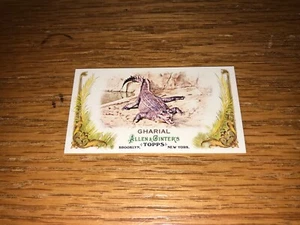 GHARIAL
ALLEN & GINTER'S
TOPPS
BROOKLYN NEW YORK